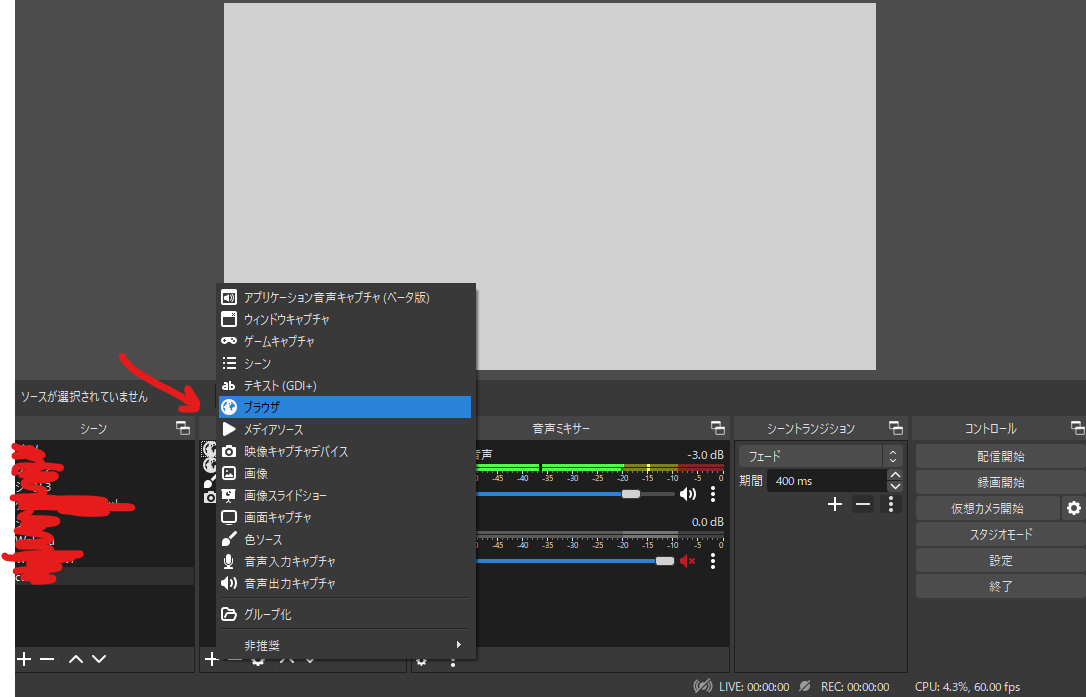 アプリケーション音声キャプチャ (ベータ版)
ウィンドウキャプチャ
ゲームキャプチャ
シーン
ab テキスト (GDI+)
ブラウザ
メディアソース
映像キャプチャデバイス
画像
画像スライドショー
画面キャプチャ
色ソース
音声入力キャプチャ
音声出力キャプチャ
グループ化
非推奨
ソースが選択されていません
シーン
音声ミキサー
-3.0 dB
-45 -40 -35 -30 -25 -20 -15 -10 -5 0
0.0 dB
-45 -40 -35 -30 -25 -20 -15 -10 -5 0
シーントランジション
フェード
期間 400 ms
コントロール
配信開始
録画開始
仮想カメラ開始
スタジオモード
設定
終了
LIVE: 00:00:00 REC: 00:00:00 CPU: 4.3%, 60.00 fps